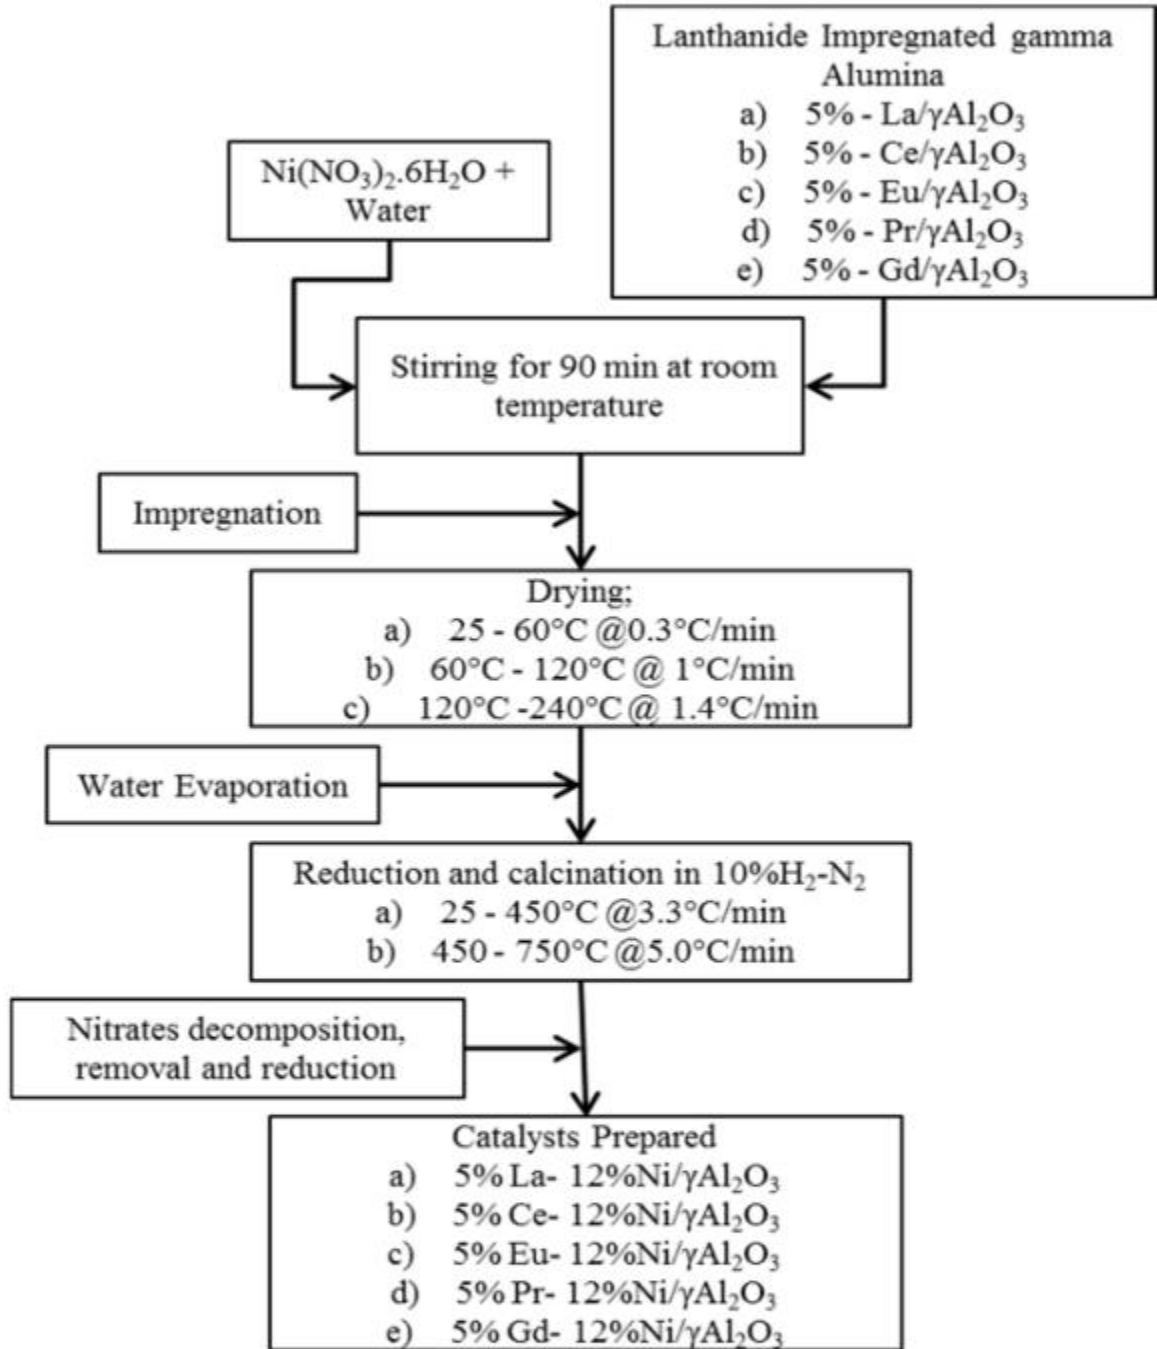 Lanthanide Impregnated gamma
Alumina
a) 5% - La/γAl₂O₃
b) 5% - Ce/γAl₂O₃
c) 5% - Eu/γAl₂O₃
d) 5% - Pr/γAl₂O₃
e) 5% - Gd/γAl₂O₃
Ni(NO₃)₂.6H₂O +
Water
Stirring for 90 min at room
temperature
Impregnation
Drying;
a) 25 - 60°C @0.3°C/min
b) 60°C - 120°C @ 1°C/min
c) 120°C -240°C @ 1.4°C/min
Water Evaporation
Reduction and calcination in 10%H₂-N₂
a) 25 - 450°C @3.3°C/min
b) 450 - 750°C @5.0°C/min
Nitrates decomposition,
removal and reduction
Catalysts Prepared
a) 5% La- 12%Ni/γAl₂O₃
b) 5% Ce- 12%Ni/γAl₂O₃
c) 5% Eu- 12%Ni/γAl₂O₃
d) 5% Pr- 12%Ni/γAl₂O₃
e) 5% Gd- 12%Ni/γAl₂O₃